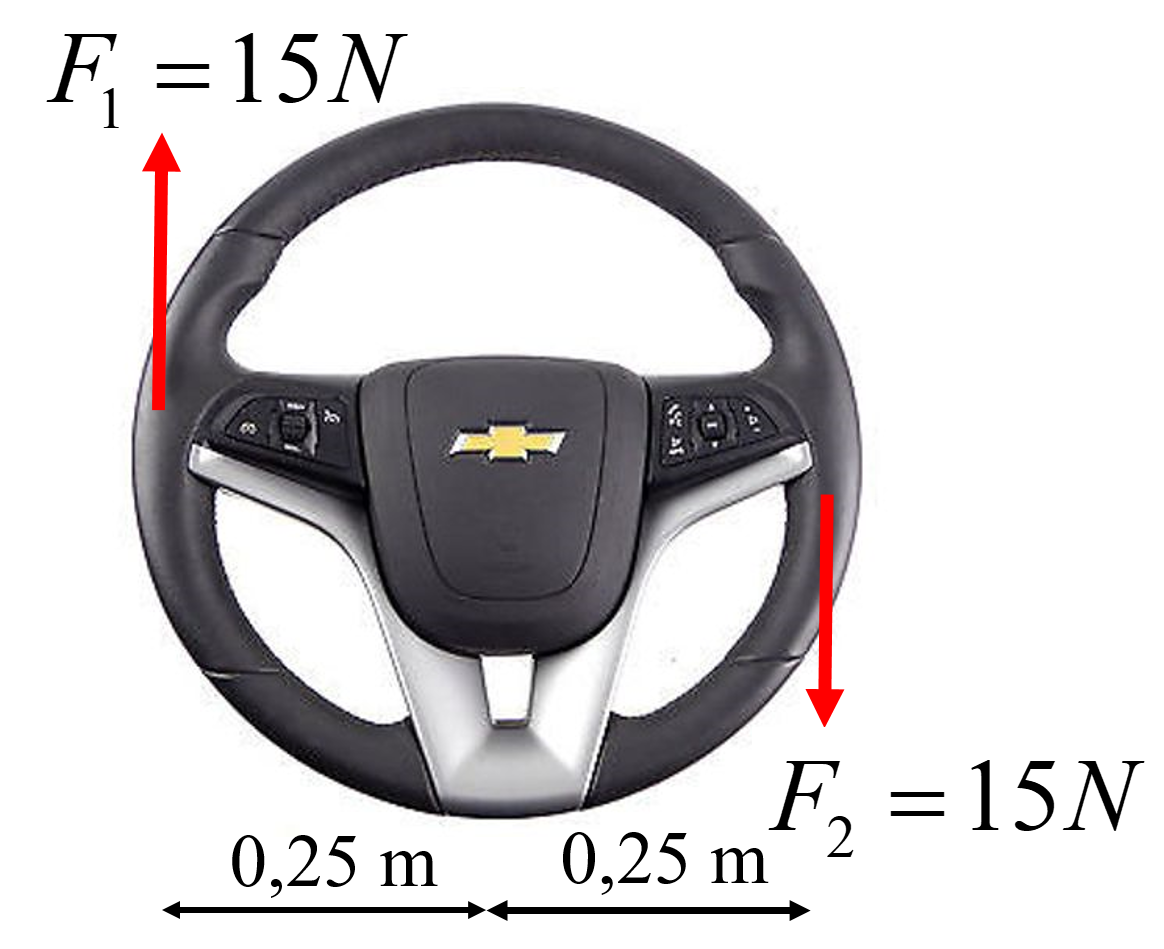 F₁ = 15N
F₂ = 15N
0,25 m
0,25 m